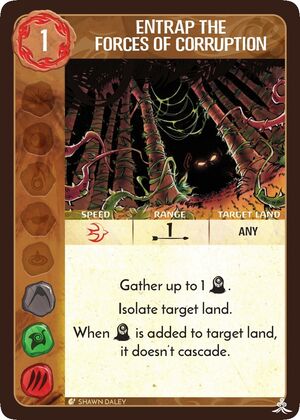 1
ENTRAP THE
FORCES OF CORRUPTION
SPEED RANGE TARGET LAND
1 ANY
Gather up to 1 .
Isolate target land.
When is added to target land,
it doesn't cascade.
SHAWN DALEY